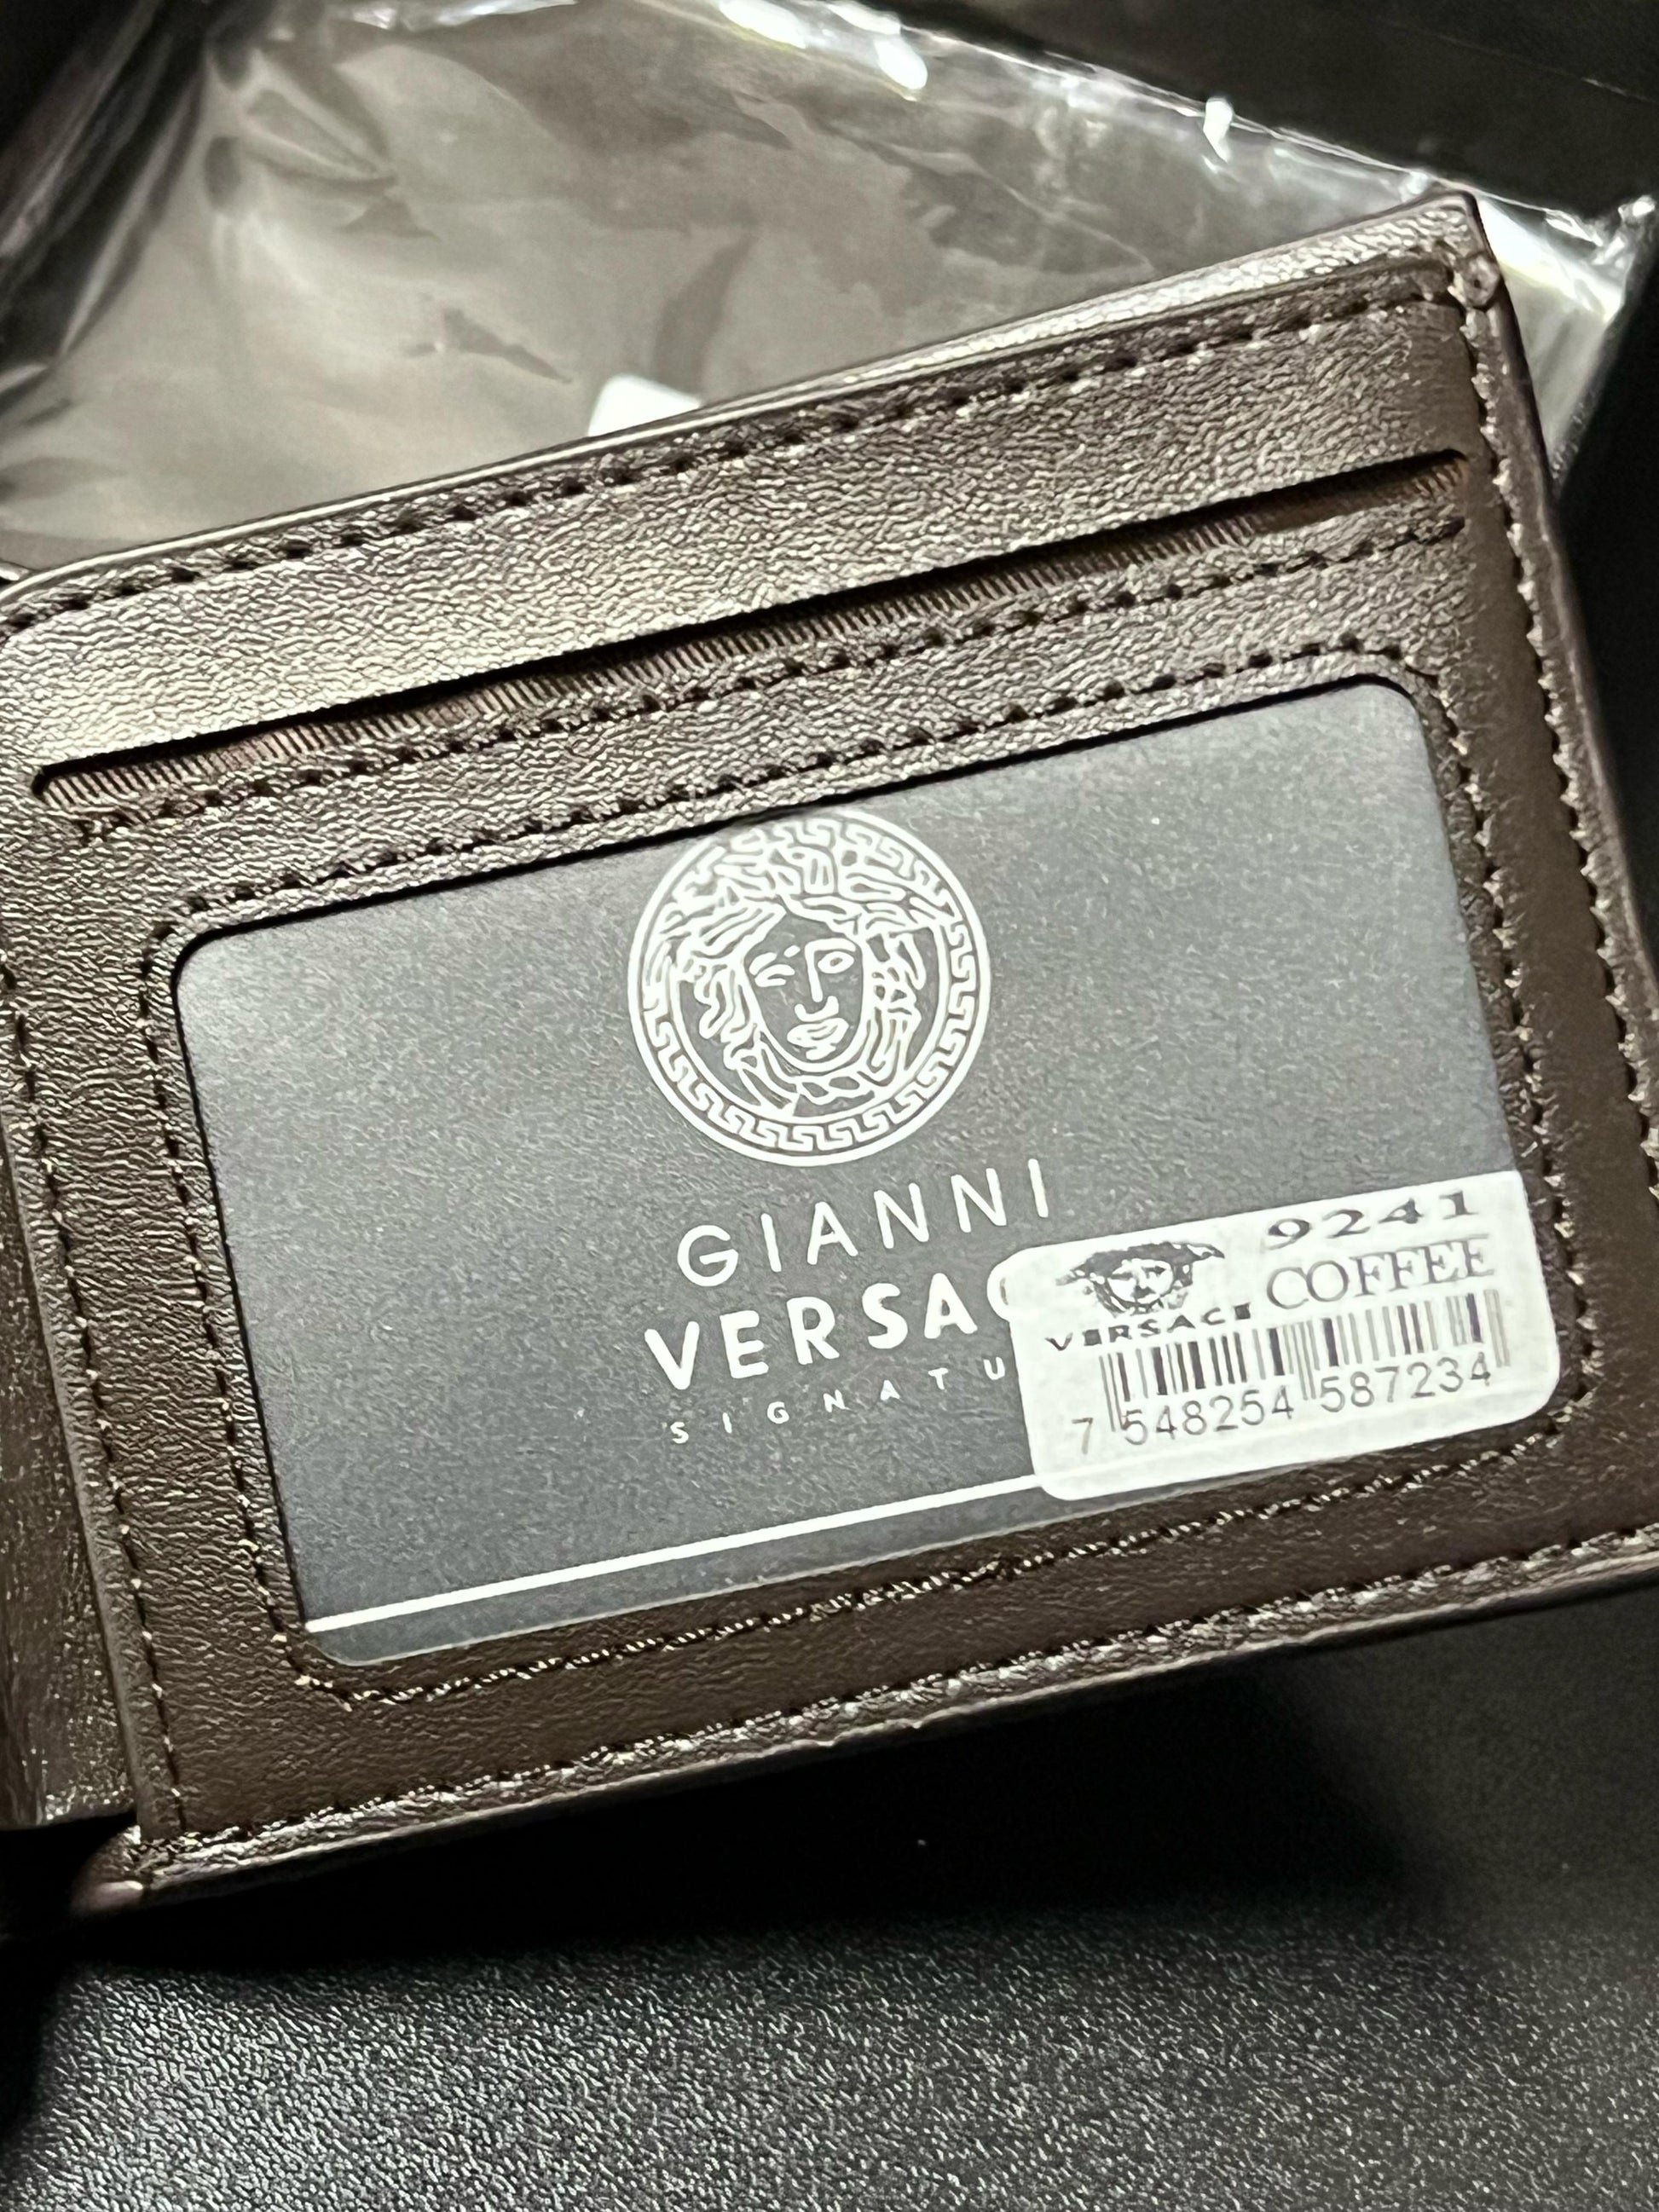 GIANNI
VERSAC
SIGNATU
9241
VERSACE COFFEE
7 548254 587234